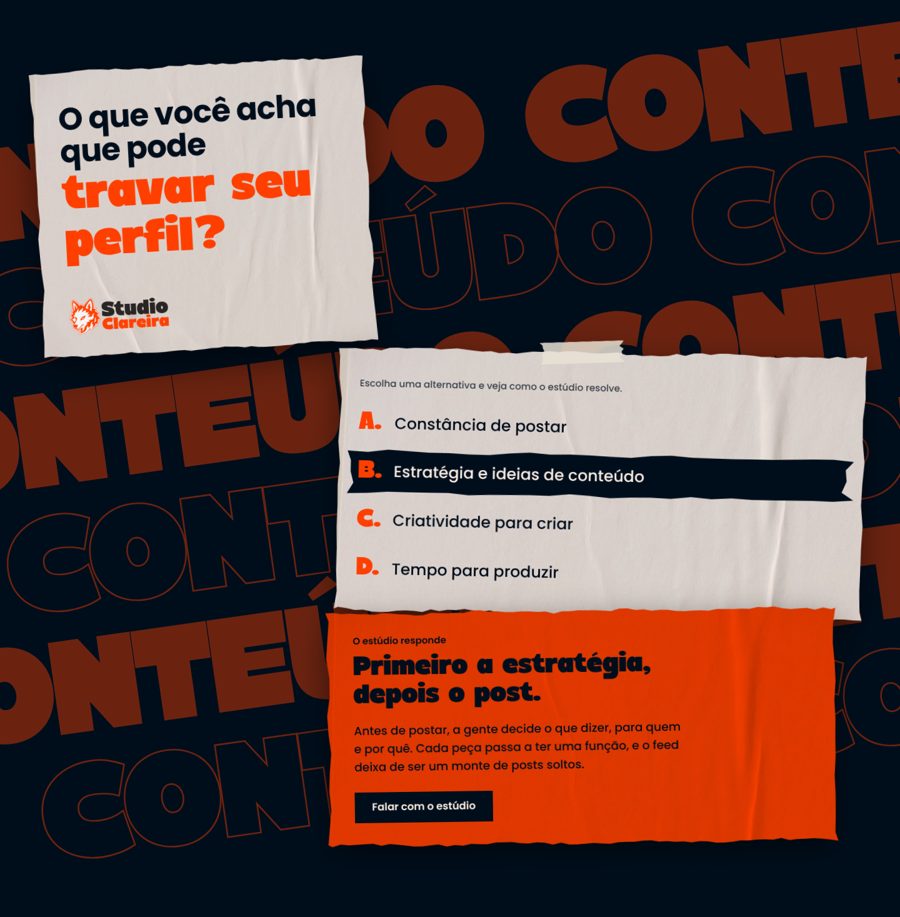 O que você acha
que pode
travar seu
perfil?
Studio
Clareira
Escolha uma alternativa e veja como o estúdio resolve.
A. Constância de postar
B. Estratégia e ideias de conteúdo
C. Criatividade para criar
D. Tempo para produzir
O estúdio responde
Primeiro a estratégia,
depois o post.
Antes de postar, a gente decide o que dizer, para quem
e por quê. Cada peça passa a ter uma função, e o feed
deixa de ser um monte de posts soltos.
Falar com o estúdio